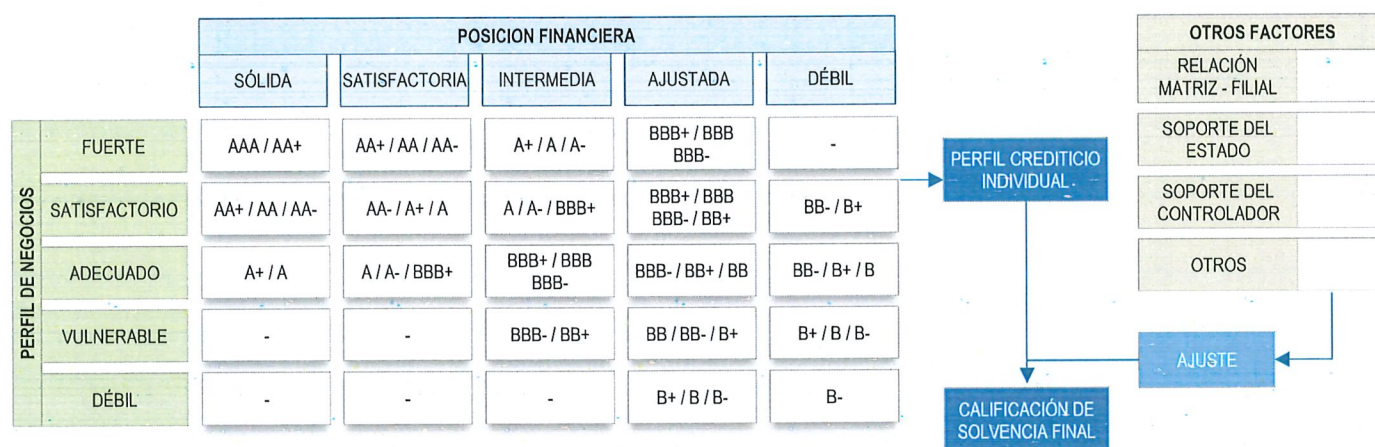 POSICION FINANCIERA
SÓLIDA SATISFACTORIA INTERMEDIA AJUSTADA DÉBIL
PERFIL DE NEGOCIOS
FUERTE AAA / AA+ AA+ / AA / AA- A+ / A / A- BBB+ / BBB
BBB- -
SATISFACTORIO AA+ / AA / AA- AA- / A+ / A A / A- / BBB+ BBB+ / BBB
BBB- / BB+ BB- / B+
ADECUADO A+ / A A / A- / BBB+ BBB+ / BBB
BBB- BBB- / BB+ / BB BB- / B+ / B
VULNERABLE - - BBB- / BB+ BB / BB- / B+ B+ / B / B-
DÉBIL - - - B+ / B / B- B-
PERFIL CREDITICIO
INDIVIDUAL
OTROS FACTORES
RELACIÓN
MATRIZ - FILIAL
SOPORTE DEL
ESTADO
SOPORTE DEL
CONTROLADOR
OTROS
AJUSTE
CALIFICACIÓN DE
SOLVENCIA FINAL